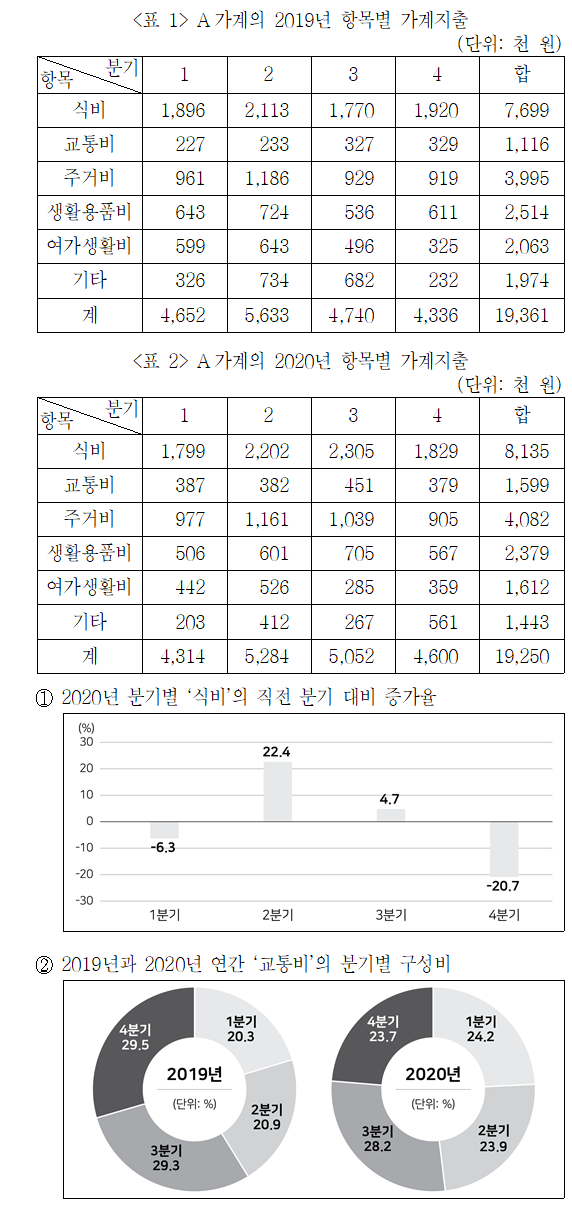 <표 1> A가계의 2019년 항목별 가계지출
(단위: 천 원)
항목 분기 1 2 3 4 합
식비 1,896 2,113 1,770 1,920 7,699
교통비 227 233 327 329 1,116
주거비 961 1,186 929 919 3,995
생활용품비 643 724 536 611 2,514
여가생활비 599 643 496 325 2,063
기타 326 734 682 232 1,974
계 4,652 5,633 4,740 4,336 19,361
<표 2> A가계의 2020년 항목별 가계지출
(단위: 천 원)
항목 분기 1 2 3 4 합
식비 1,799 2,202 2,305 1,829 8,135
교통비 387 382 451 379 1,599
주거비 977 1,161 1,039 905 4,082
생활용품비 506 601 705 567 2,379
여가생활비 442 526 285 359 1,612
기타 203 412 267 561 1,443
계 4,314 5,284 5,052 4,600 19,250
① 2020년 분기별 ‘식비’의 직전 분기 대비 증가율
(%)
30
20
10
0
-10
-20
-30
-6.3
22.4
4.7
-20.7
1분기 2분기 3분기 4분기
② 2019년과 2020년 연간 ‘교통비’의 분기별 구성비
2019년
(단위: %)
1분기
20.3
2분기
20.9
3분기
29.3
4분기
29.5
2020년
(단위: %)
1분기
24.2
2분기
23.9
3분기
28.2
4분기
23.7